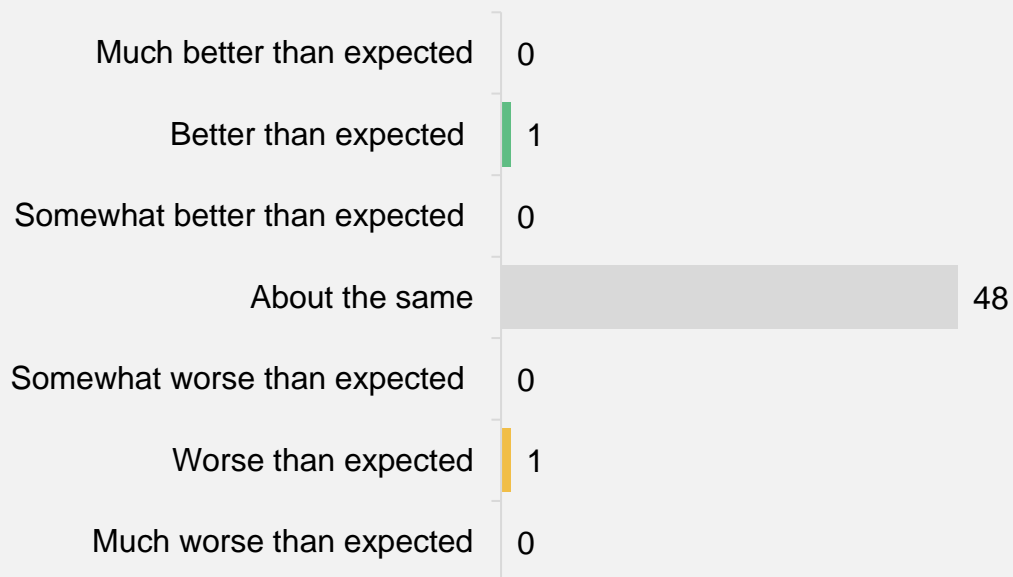 Much better than expected 0
Better than expected 1
Somewhat better than expected 0
About the same 48
Somewhat worse than expected 0
Worse than expected 1
Much worse than expected 0